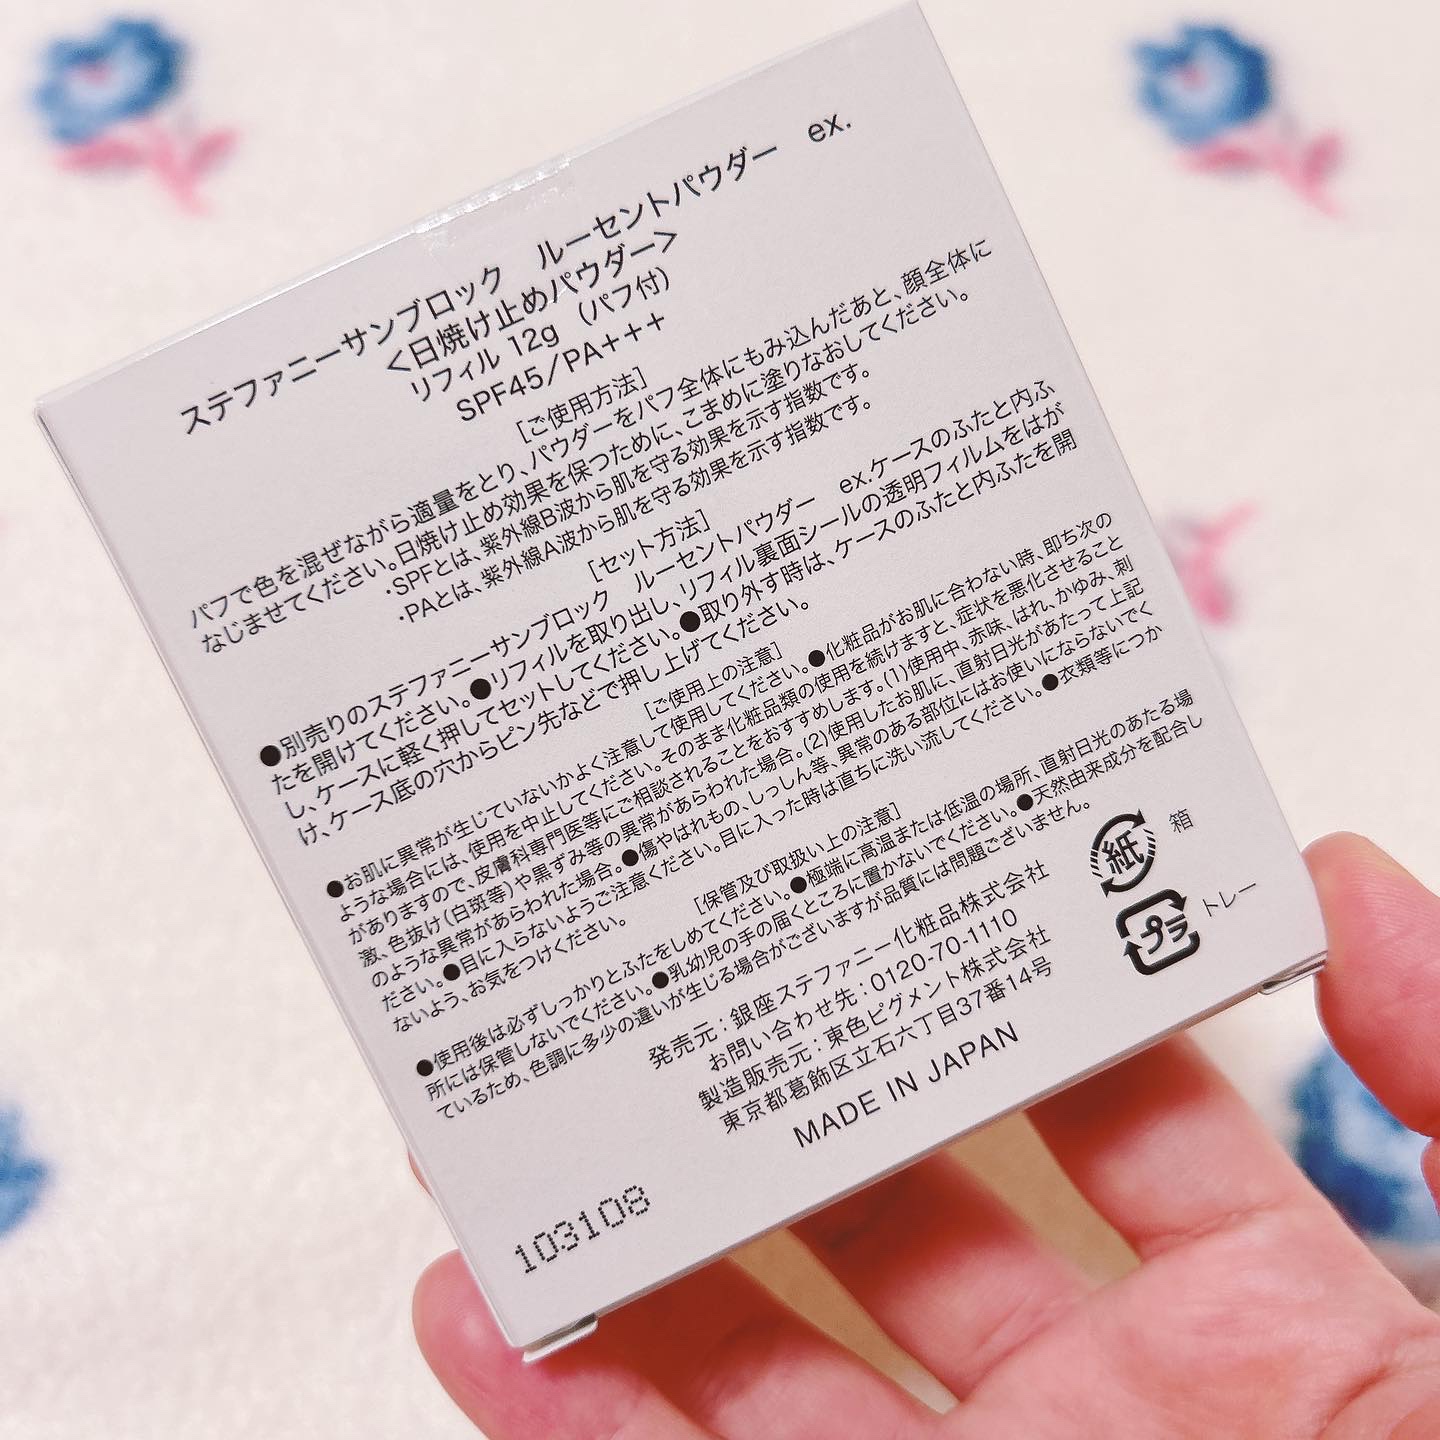 ステファニーサンブロック ルーセントパウダー ex.
<日焼け止めパウダー>
リフィル 12g (パフ付)
SPF45/PA+++
[ご使用方法]
パフで色を混ぜながら適量をとり、パウダーをパフ全体にもみ込んだあと、顔全体に
なじませてください。日焼け止め効果を保つために、こまめに塗りなおしてください。
・SPFとは、紫外線B波から肌を守る効果を示す指数です。
・PAとは、紫外線A波から肌を守る効果を示す指数です。
[セット方法]
●別売りのステファニーサンブロック ルーセントパウダー ex.ケースのふたと内ふ
たを開けてください。●リフィルを取り出し、リフィル裏面シールの透明フィルムをはが
し、ケースに軽く押してセットしてください。●取り外す時は、ケースのふたと内ふたを開
け、ケース底の穴からピン先などで押し上げてください。
[ご使用上の注意]
●お肌に異常が生じていないかよく注意して使用してください。●化粧品がお肌に合わない時、即ち次の
ような場合には、使用を中止してください。そのまま化粧品類の使用を続けますと、症状を悪化させること
がありますので、皮膚科専門医等にご相談されることをおすすめします。(1)使用中、赤味、はれ、かゆみ、刺
激、色抜け(白斑等)や黒ずみ等の異常があらわれた場合。(2)使用したお肌に、直射日光があたって上記
のような異常があらわれた場合。●傷やはれもの、しっしん等、異常のある部位にはお使いにならないでく
ださい。●目に入らないようご注意ください。目に入った時は直ちに洗い流してください。●衣類等につか
ないよう、お気をつけください。
[保管及び取扱い上の注意]
●使用後は必ずしっかりとふたをしめてください。●極端に高温または低温の場所、直射日光のあたる場
所には保管しないでください。●乳幼児の手の届くところに置かないでください。●天然由来成分を配合し
ているため、色調に多少の違いが生じる場合がございますが品質には問題ございません。
発売元:銀座ステファニー化粧品株式会社
お問い合わせ先:0120-70-1110
製造販売元:東色ピグメント株式会社
東京都葛飾区立石六丁目37番14号
MADE IN JAPAN
紙 箱
プラ トレー
103108